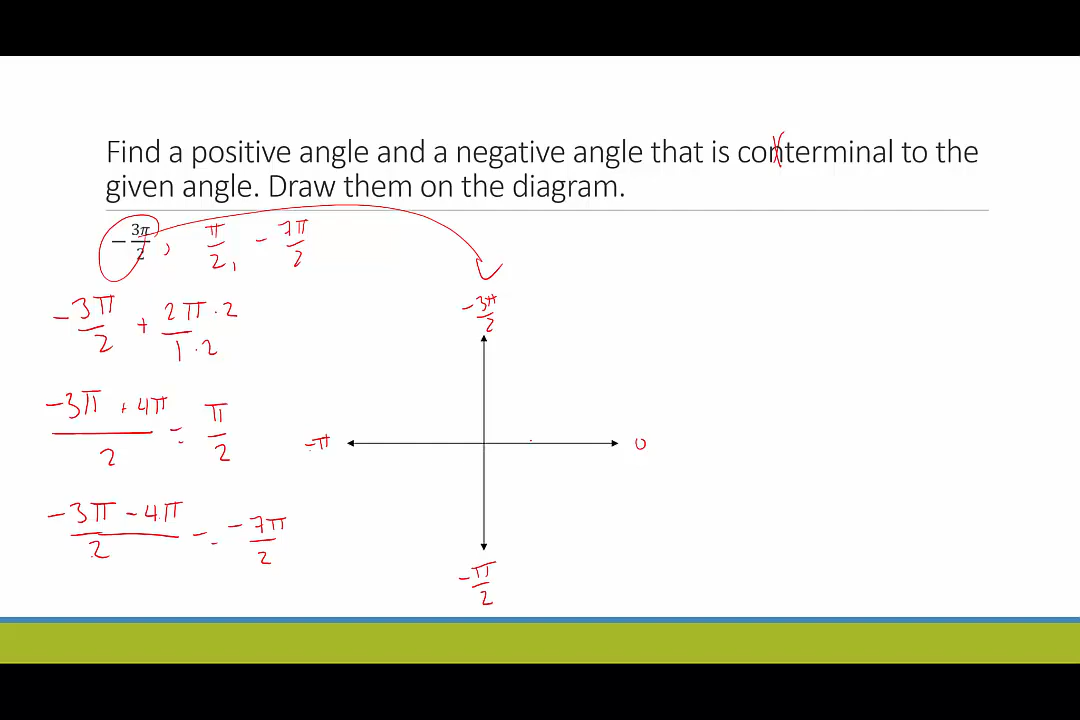 Find a positive angle and a negative angle that is conterminal to the
given angle. Draw them on the diagram.
-3π/2, π/2, -7π/2
-3π/2 + 2π·2/1·2
-3π/2
-3π + 4π/2 = π/2
-π
0
-3π - 4π/2 = -7π/2
-π/2